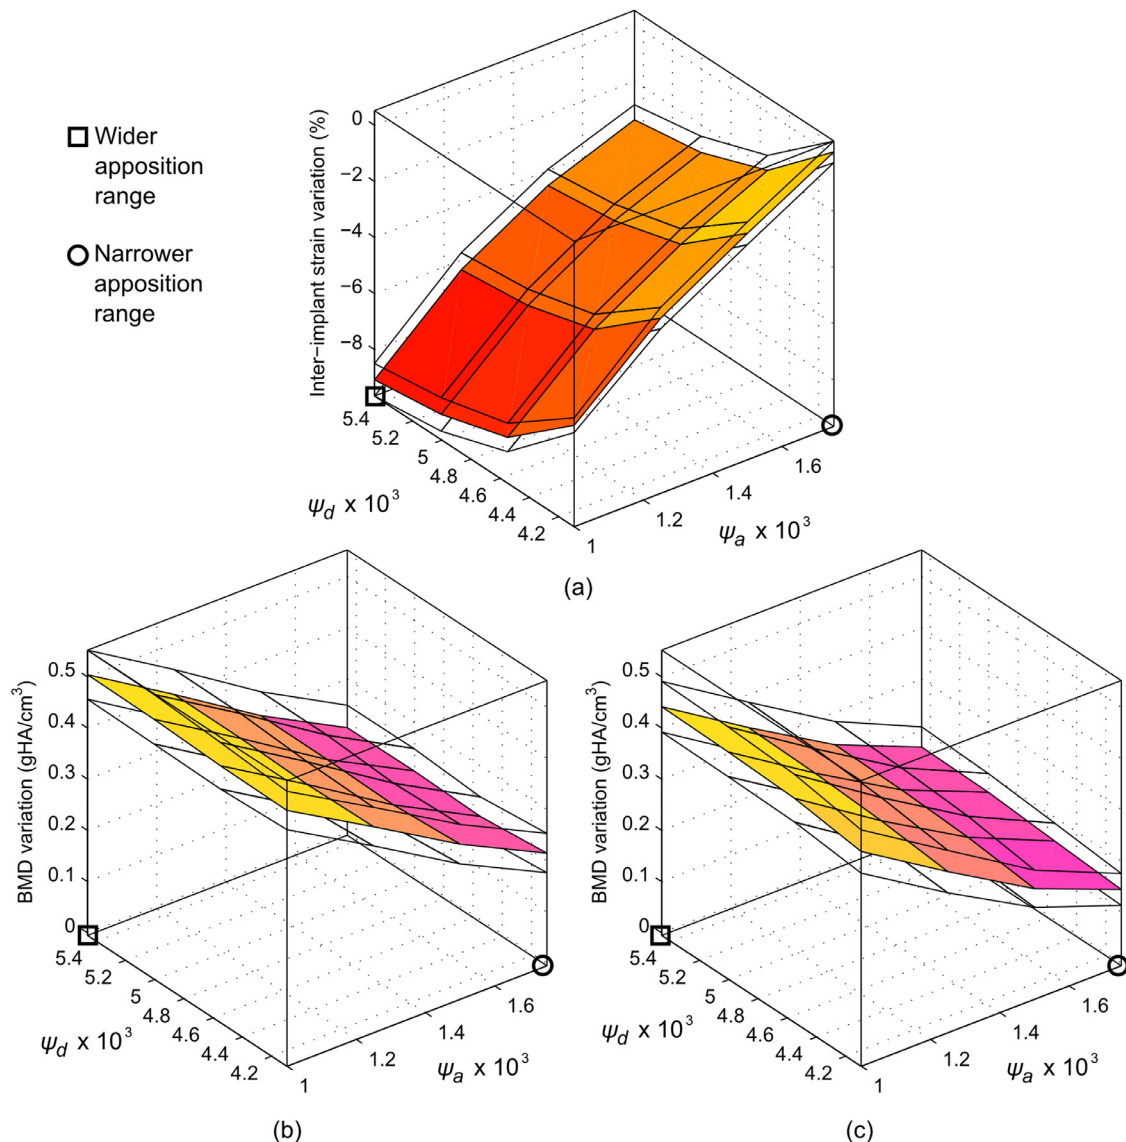 Wider
apposition
range
Narrower
apposition
range
Inter−implant strain variation (%)
0
−2
−4
−6
−8
5.4
5.2
5
4.8
4.6
4.4
4.2
ψd x 10³
1
1.2
1.4
1.6
ψa x 10³
(a)
BMD variation (gHA/cm³)
0.5
0.4
0.3
0.2
0.1
0
5.4
5.2
5
4.8
4.6
4.4
4.2
ψd x 10³
1
1.2
1.4
1.6
ψa x 10³
(b)
BMD variation (gHA/cm³)
0.5
0.4
0.3
0.2
0.1
0
5.4
5.2
5
4.8
4.6
4.4
4.2
ψd x 10³
1
1.2
1.4
1.6
ψa x 10³
(c)